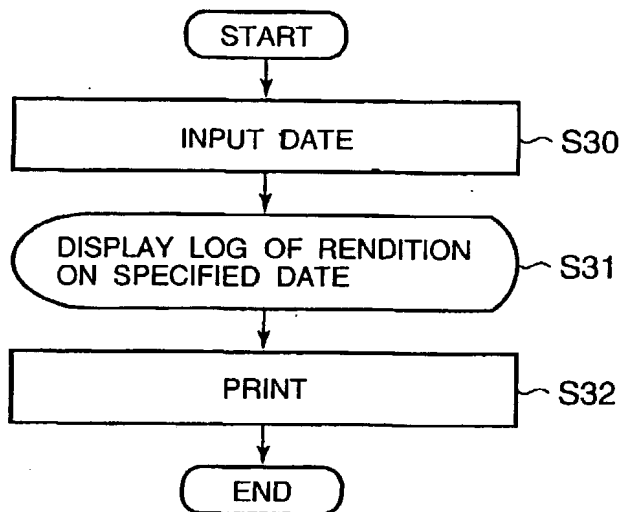 START
INPUT DATE
S30
DISPLAY LOG OF RENDITION
ON SPECIFIED DATE
S31
PRINT
S32
END